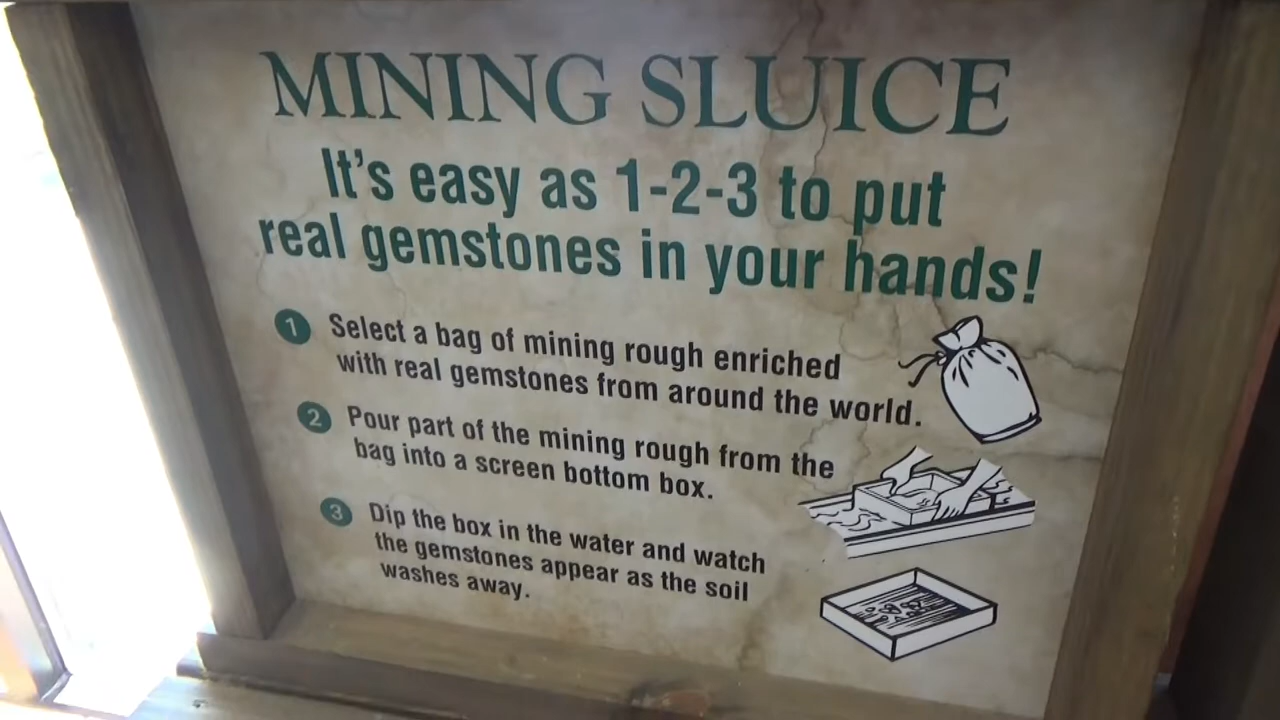 MINING SLUICE
It's easy as 1-2-3 to put
real gemstones in your hands!
1 Select a bag of mining rough enriched
with real gemstones from around the world.
2 Pour part of the mining rough from the
bag into a screen bottom box.
3 Dip the box in the water and watch
the gemstones appear as the soil
washes away.